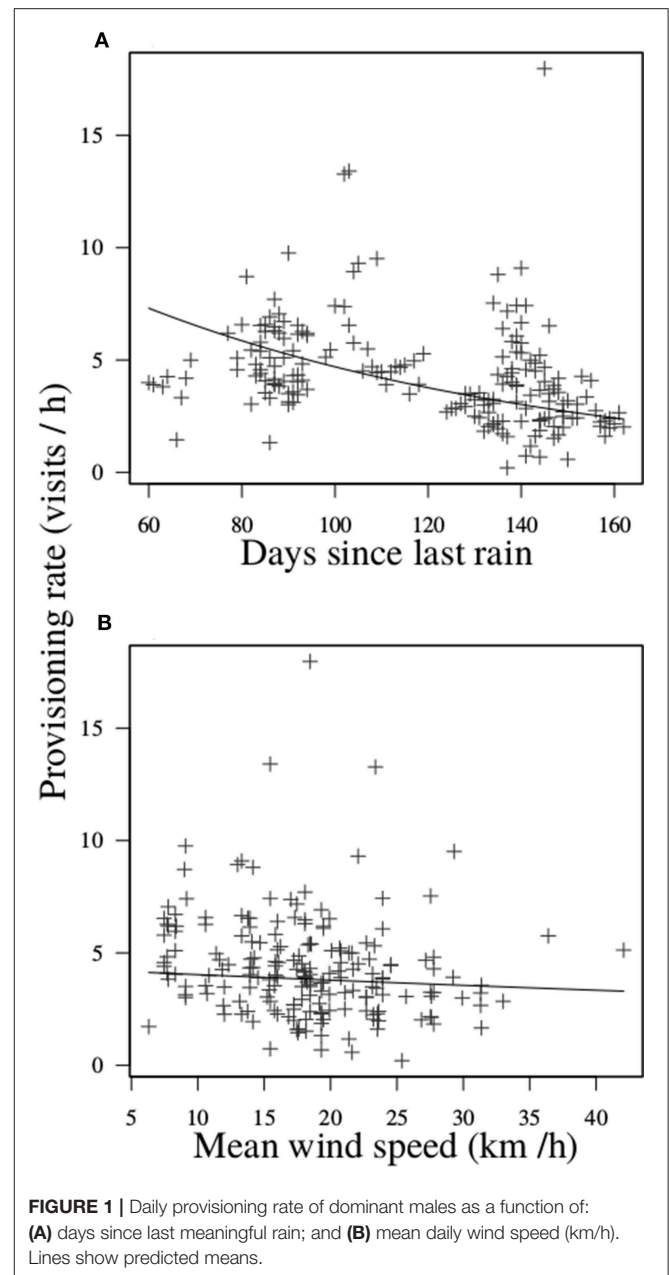 A
15
10
5
0
60 80 100 120 140 160
Days since last rain
Provisioning rate (visits / h)
B
15
10
5
0
5 10 15 20 25 30 35 40
Mean wind speed (km /h)
FIGURE 1 | Daily provisioning rate of dominant males as a function of:
(A) days since last meaningful rain; and (B) mean daily wind speed (km/h).
Lines show predicted means.